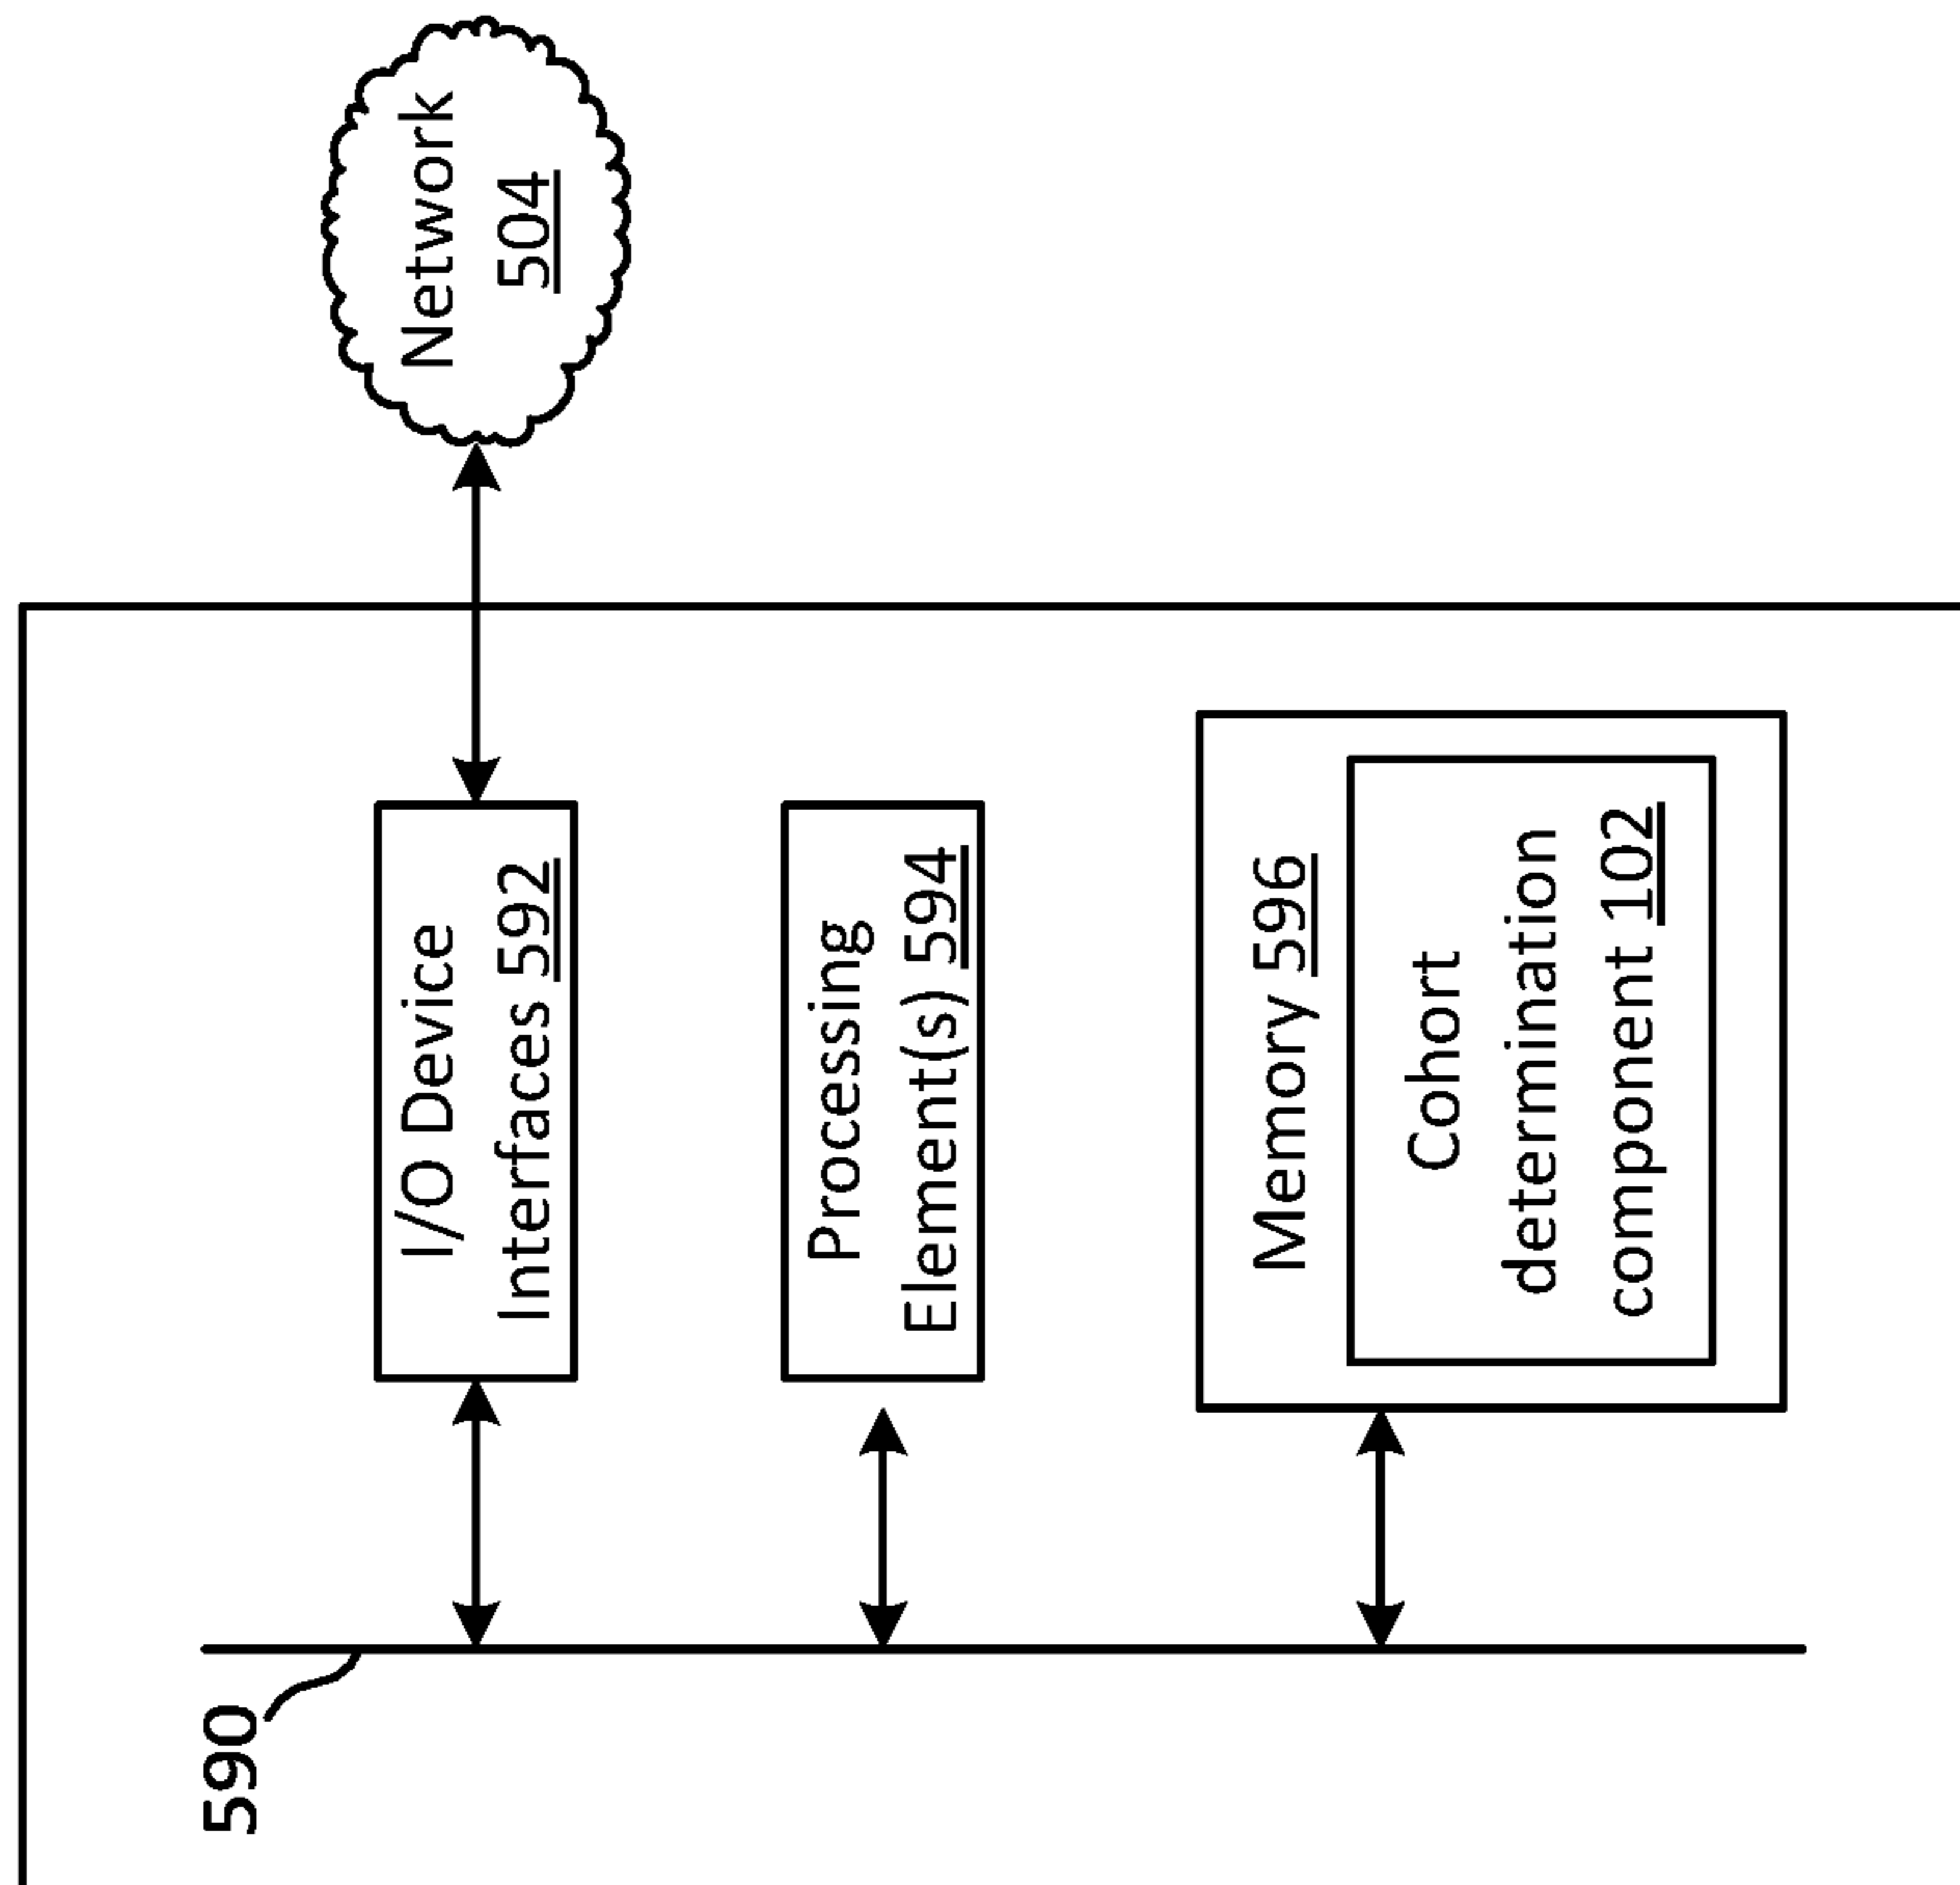 Network
504
I/O Device
Interfaces 592
Processing
Element(s) 594
Memory 596
Cohort
determination
component 102
590